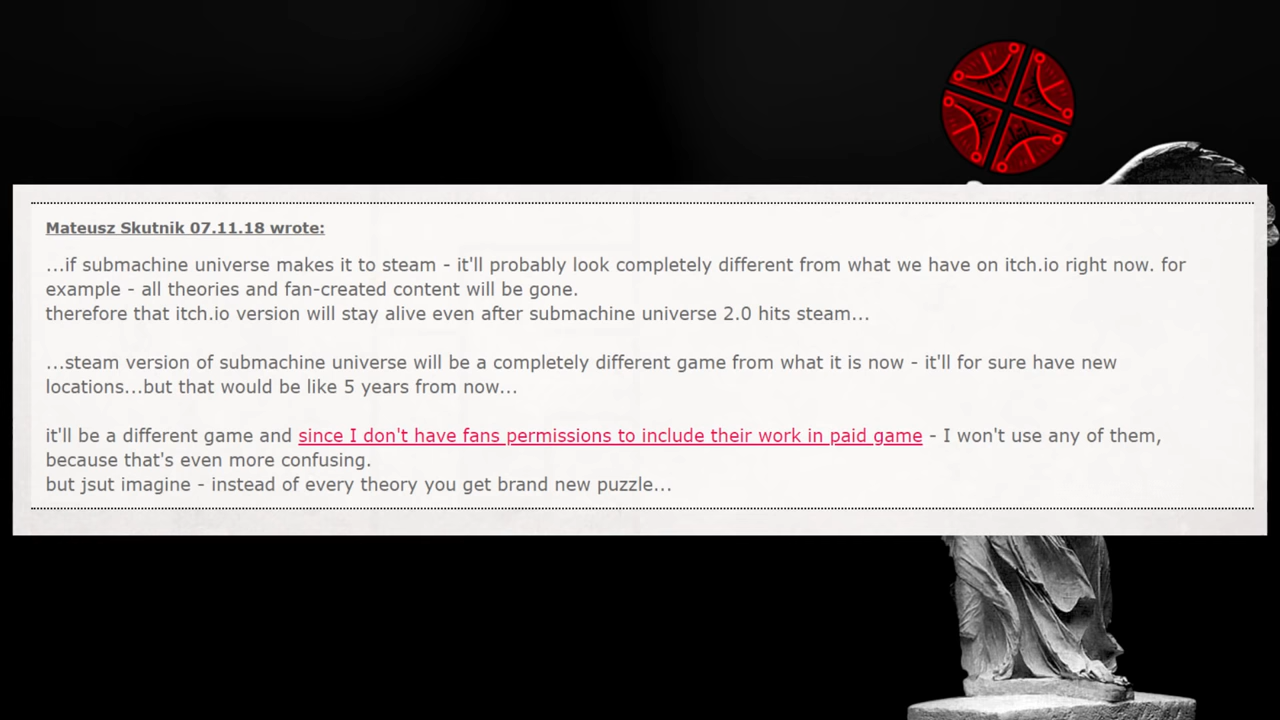 Mateusz Skutnik 07.11.18 wrote:
...if submachine universe makes it to steam - it'll probably look completely different from what we have on itch.io right now. for
example - all theories and fan-created content will be gone.
therefore that itch.io version will stay alive even after submachine universe 2.0 hits steam...
...steam version of submachine universe will be a completely different game from what it is now - it'll for sure have new
locations...but that would be like 5 years from now...
it'll be a different game and since I don't have fans permissions to include their work in paid game - I won't use any of them,
because that's even more confusing.
but jsut imagine - instead of every theory you get brand new puzzle...